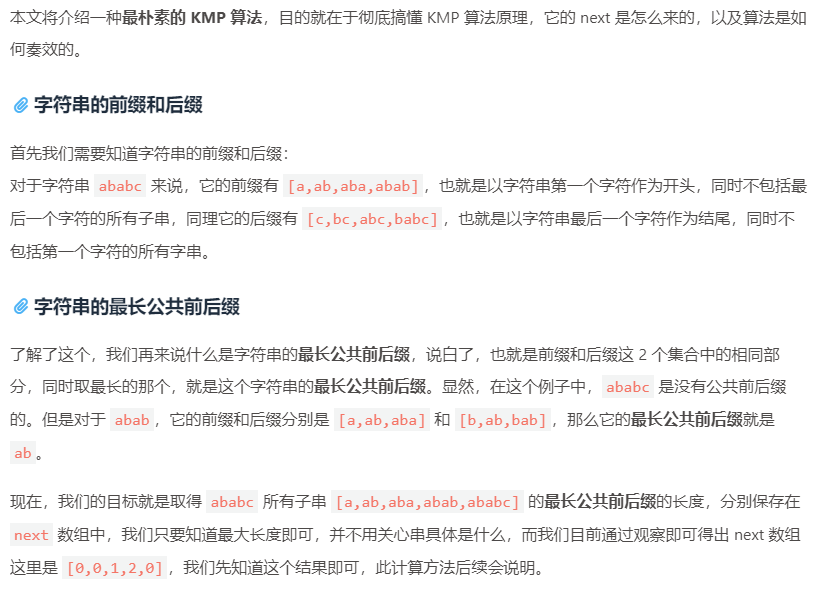 本文将介绍一种最朴素的 KMP 算法，目的就在于彻底搞懂 KMP 算法原理，它的 next 是怎么来的，以及算法是如
何奏效的。
字符串的前缀和后缀
首先我们需要知道字符串的前缀和后缀：
对于字符串 ababc 来说，它的前缀有 [a,ab,aba,abab]，也就是以字符串第一个字符作为开头，同时不包括最
后一个字符的所有子串，同理它的后缀有 [c,bc,abc,babc]，也就是以字符串最后一个字符作为结尾，同时不
包括第一个字符的所有字串。
字符串的最长公共前后缀
了解了这个，我们再来说什么是字符串的最长公共前后缀，说白了，也就是前缀和后缀这 2 个集合中的相同部
分，同时取最长的那个，就是这个字符串的最长公共前后缀。显然，在这个例子中，ababc 是没有公共前后缀
的。但是对于 abab，它的前缀和后缀分别是 [a,ab,aba] 和 [b,ab,bab]，那么它的最长公共前后缀就是
ab。
现在，我们的目标就是取得 ababc 所有子串 [a,ab,aba,abab,ababc] 的最长公共前后缀的长度，分别保存在
next 数组中，我们只要知道最大长度即可，并不用关心串具体是什么，而我们目前通过观察即可得出 next 数组
这里是 [0,0,1,2,0]，我们先知道这个结果即可，此计算方法后续会说明。